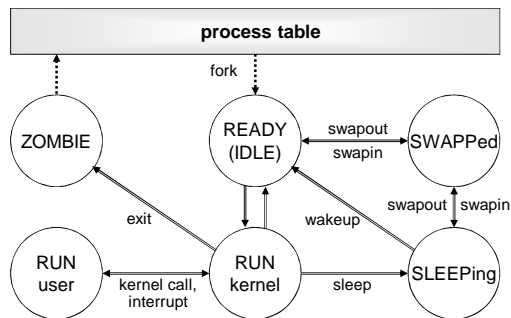 process table
fork
ZOMBIE
READY
(IDLE)
swapout
swapin
SWAPPed
exit
wakeup
swapout
swapin
RUN
user
kernel call,
interrupt
RUN
kernel
sleep
SLEEPing